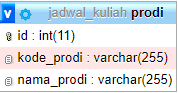 v jadwal_kuliah prodi
id : int(11)
kode_prodi : varchar(255)
nama_prodi : varchar(255)